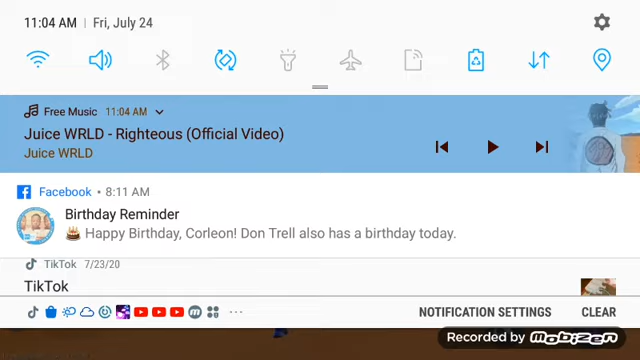 11:04 AM | Fri, July 24
Free Music 11:04 AM
Juice WRLD - Righteous (Official Video)
Juice WRLD
Facebook • 8:11 AM
Birthday Reminder
🎂 Happy Birthday, Corleon! Don Trell also has a birthday today.
TikTok 7/23/20
TikTok
NOTIFICATION SETTINGS CLEAR
Recorded by mobizen